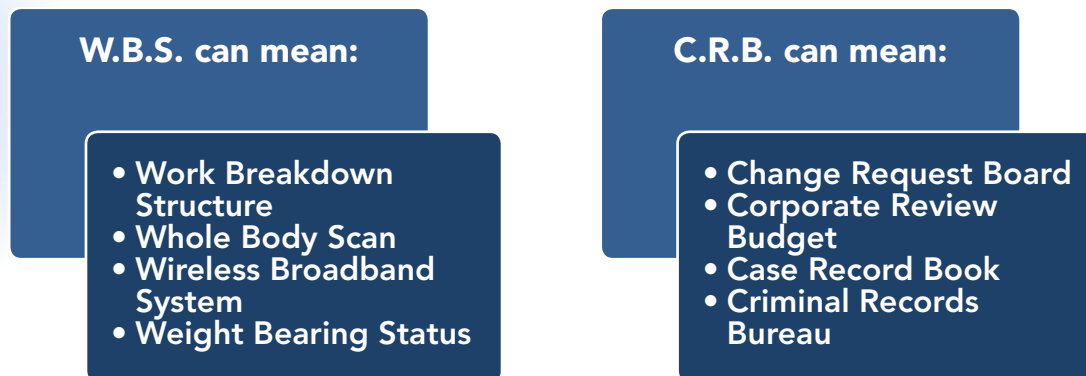 W.B.S. can mean:
• Work Breakdown
Structure
• Whole Body Scan
• Wireless Broadband
System
• Weight Bearing Status
C.R.B. can mean:
• Change Request Board
• Corporate Review
Budget
• Case Record Book
• Criminal Records
Bureau